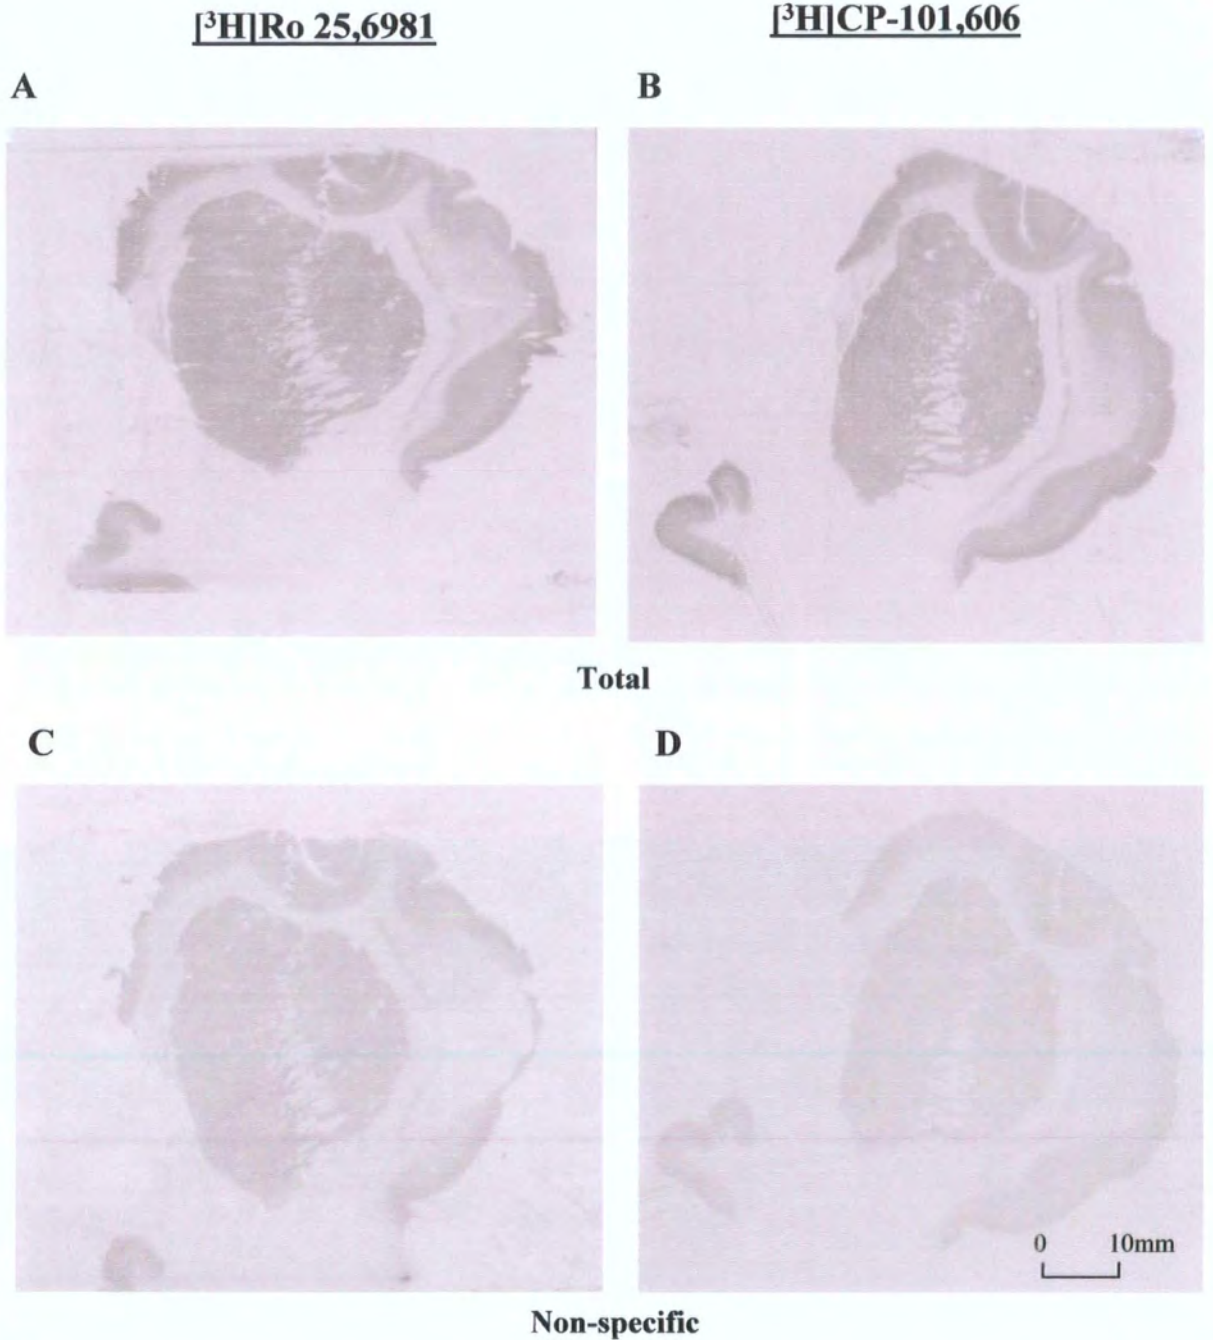 [³H]Ro 25,6981
[³H]CP-101,606
A
B
Total
C
D
0 10mm
Non-specific